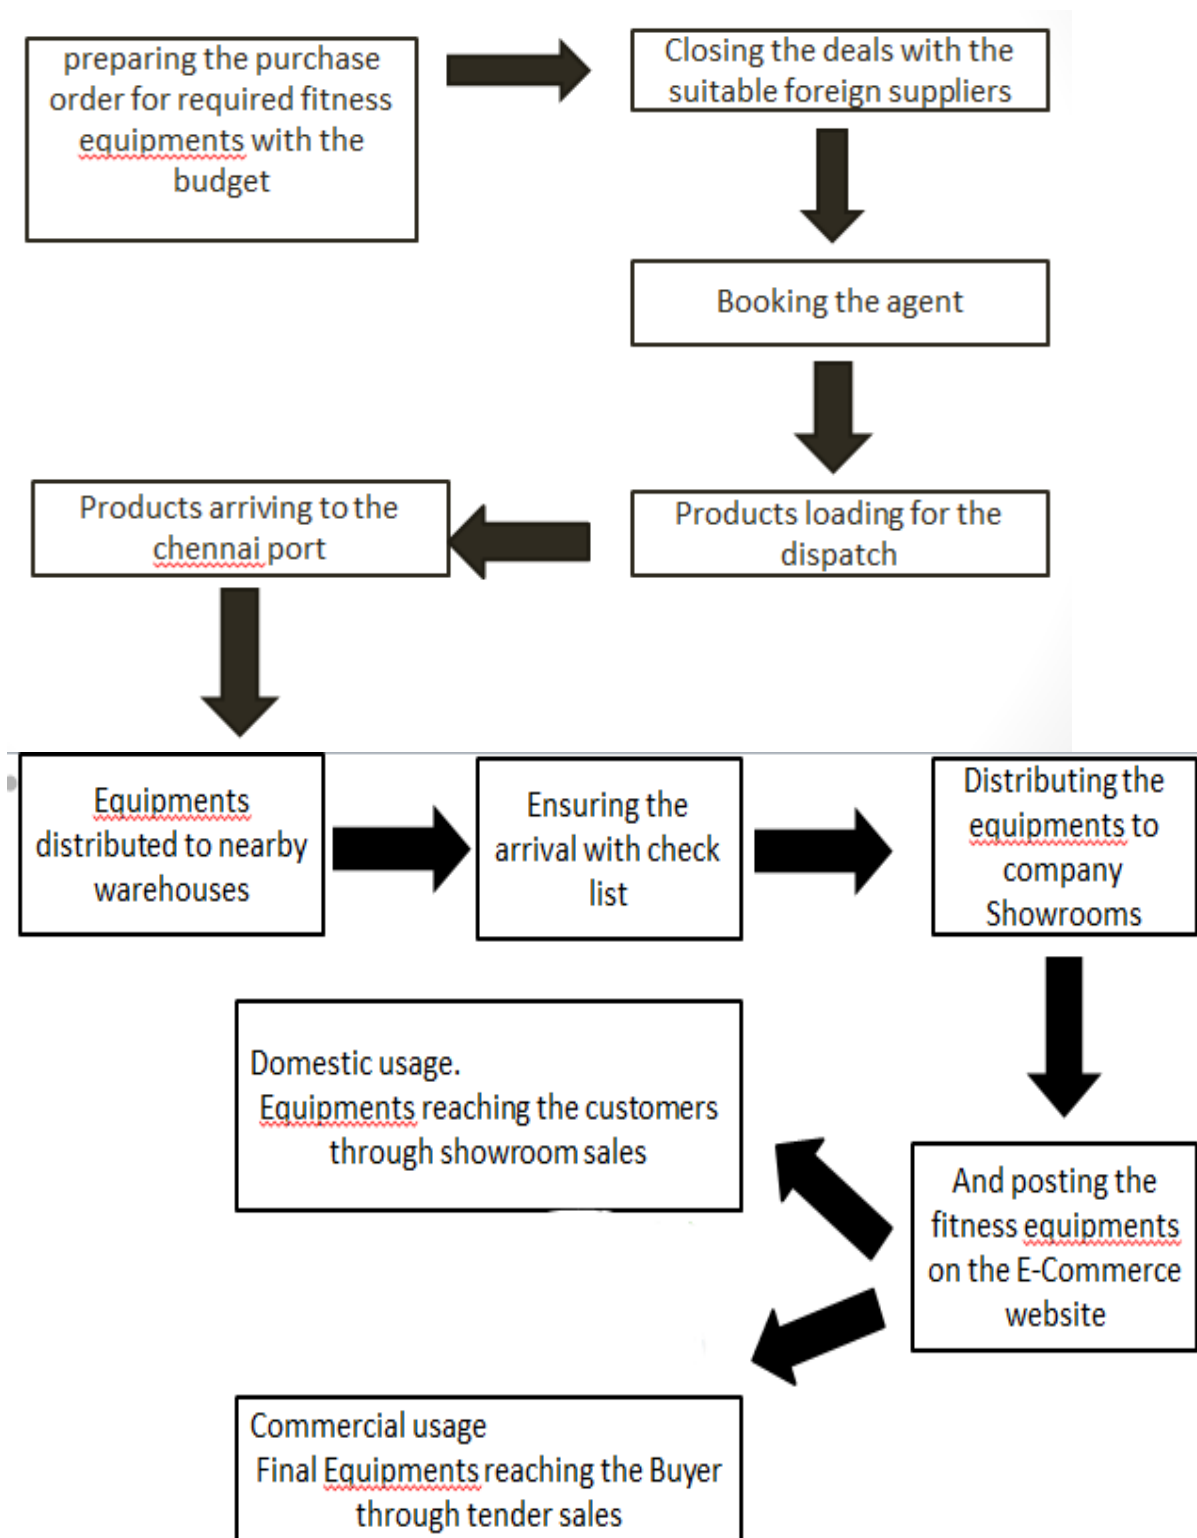 preparing the purchase
order for required fitness
equipments with the
budget
Closing the deals with the
suitable foreign suppliers
Booking the agent
Products loading for the
dispatch
Products arriving to the
chennai port
Equipments
distributed to nearby
warehouses
Ensuring the
arrival with check
list
Distributing the
equipments to
company
Showrooms
And posting the
fitness equipments
on the E-Commerce
website
Domestic usage.
Equipments reaching the customers
through showroom sales
Commercial usage
Final Equipments reaching the Buyer
through tender sales